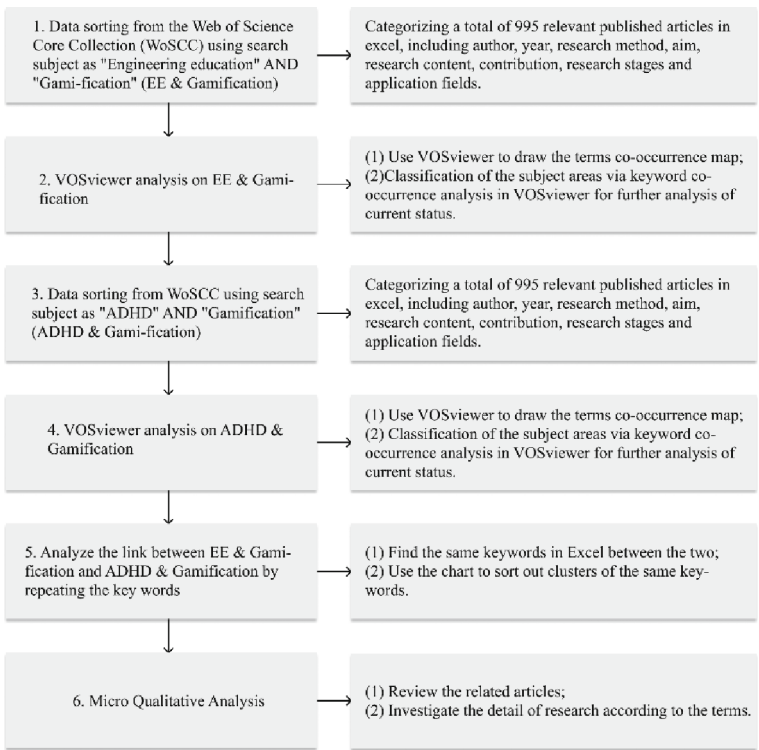 1. Data sorting from the Web of Science
Core Collection (WoSCC) using search
subject as "Engineering education" AND
"Gami-fication" (EE & Gamification)
Categorizing a total of 995 relevant published articles in
excel, including author, year, research method, aim,
research content, contribution, research stages and
application fields.
2. VOSviewer analysis on EE & Gami-
fication
(1) Use VOSviewer to draw the terms co-occurrence map;
(2)Classification of the subject areas via keyword co-
occurrence analysis in VOSviewer for further analysis of
current status.
3. Data sorting from WoSCC using search
subject as "ADHD" AND "Gamification"
(ADHD & Gami-fication)
Categorizing a total of 995 relevant published articles in
excel, including author, year, research method, aim,
research content, contribution, research stages and
application fields.
4. VOSviewer analysis on ADHD &
Gamification
(1) Use VOSviewer to draw the terms co-occurrence map;
(2) Classification of the subject areas via keyword co-
occurrence analysis in VOSviewer for further analysis of
current status.
5. Analyze the link between EE & Gami-
fication and ADHD & Gamification by
repeating the key words
(1) Find the same keywords in Excel between the two;
(2) Use the chart to sort out clusters of the same key-
words.
6. Micro Qualitative Analysis
(1) Review the related articles;
(2) Investigate the detail of research according to the terms.